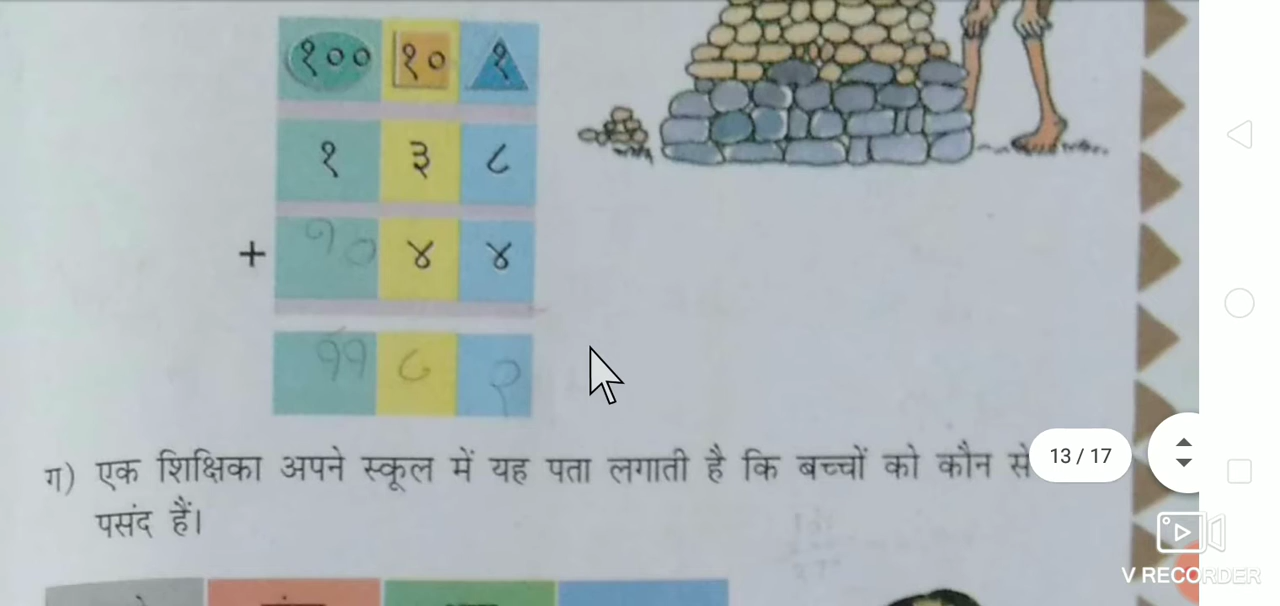 १०० १० १
१ ३ ८
+ १० ४ ४
११ ८ २
ग) एक शिक्षिका अपने स्कूल में यह पता लगाती है कि बच्चों को कौन से
13 / 17
पसंद हैं।
V RECORDER